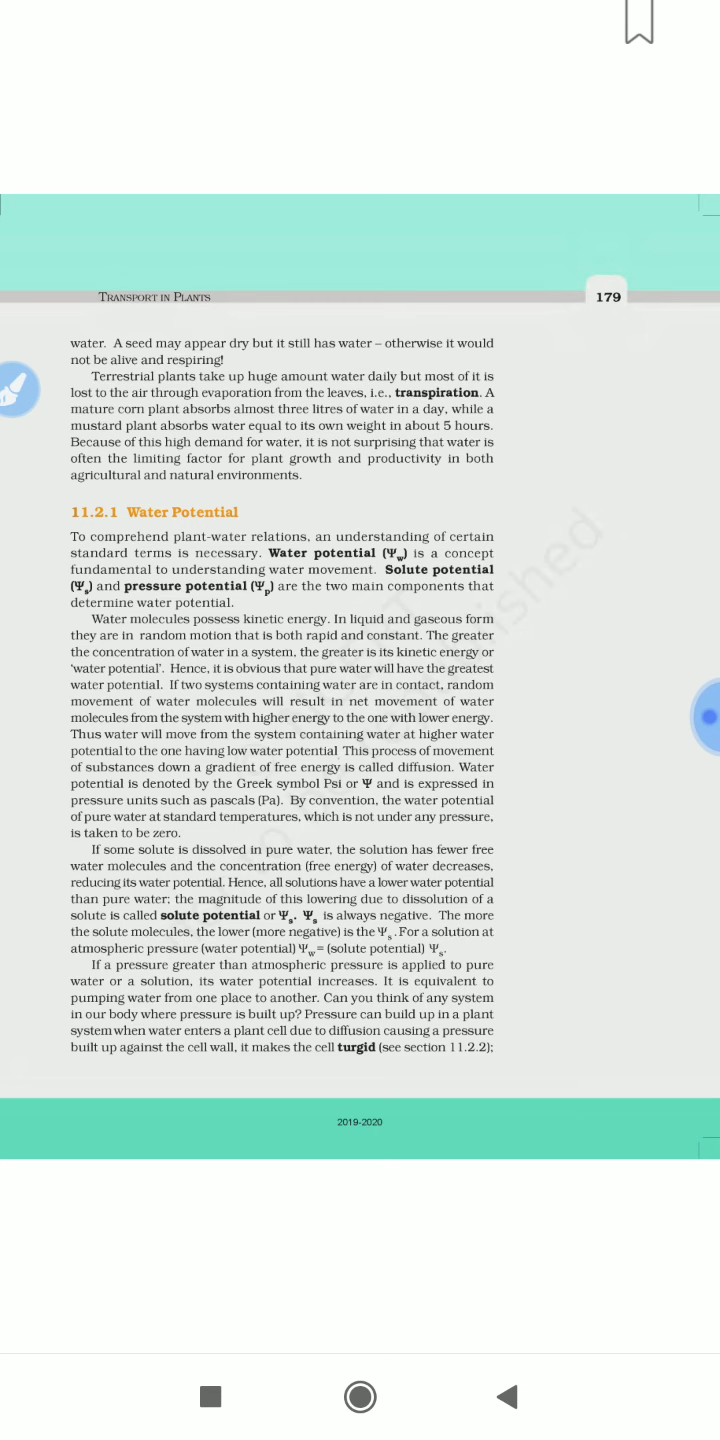 TRANSPORT IN PLANTS
179
water. A seed may appear dry but it still has water – otherwise it would
not be alive and respiring!
Terrestrial plants take up huge amount water daily but most of it is
lost to the air through evaporation from the leaves, i.e., transpiration. A
mature corn plant absorbs almost three litres of water in a day, while a
mustard plant absorbs water equal to its own weight in about 5 hours.
Because of this high demand for water, it is not surprising that water is
often the limiting factor for plant growth and productivity in both
agricultural and natural environments.
11.2.1 Water Potential
To comprehend plant-water relations, an understanding of certain
standard terms is necessary. Water potential (Ψw) is a concept
fundamental to understanding water movement. Solute potential
(Ψs) and pressure potential (Ψp) are the two main components that
determine water potential.
Water molecules possess kinetic energy. In liquid and gaseous form
they are in random motion that is both rapid and constant. The greater
the concentration of water in a system, the greater is its kinetic energy or
‘water potential’. Hence, it is obvious that pure water will have the greatest
water potential. If two systems containing water are in contact, random
movement of water molecules will result in net movement of water
molecules from the system with higher energy to the one with lower energy.
Thus water will move from the system containing water at higher water
potential to the one having low water potential This process of movement
of substances down a gradient of free energy is called diffusion. Water
potential is denoted by the Greek symbol Psi or Ψ and is expressed in
pressure units such as pascals (Pa). By convention, the water potential
of pure water at standard temperatures, which is not under any pressure,
is taken to be zero.
If some solute is dissolved in pure water, the solution has fewer free
water molecules and the concentration (free energy) of water decreases,
reducing its water potential. Hence, all solutions have a lower water potential
than pure water; the magnitude of this lowering due to dissolution of a
solute is called solute potential or Ψs. Ψs is always negative. The more
the solute molecules, the lower (more negative) is the Ψs. For a solution at
atmospheric pressure (water potential) Ψw = (solute potential) Ψs.
If a pressure greater than atmospheric pressure is applied to pure
water or a solution, its water potential increases. It is equivalent to
pumping water from one place to another. Can you think of any system
in our body where pressure is built up? Pressure can build up in a plant
system when water enters a plant cell due to diffusion causing a pressure
built up against the cell wall, it makes the cell turgid (see section 11.2.2);
2019-2020